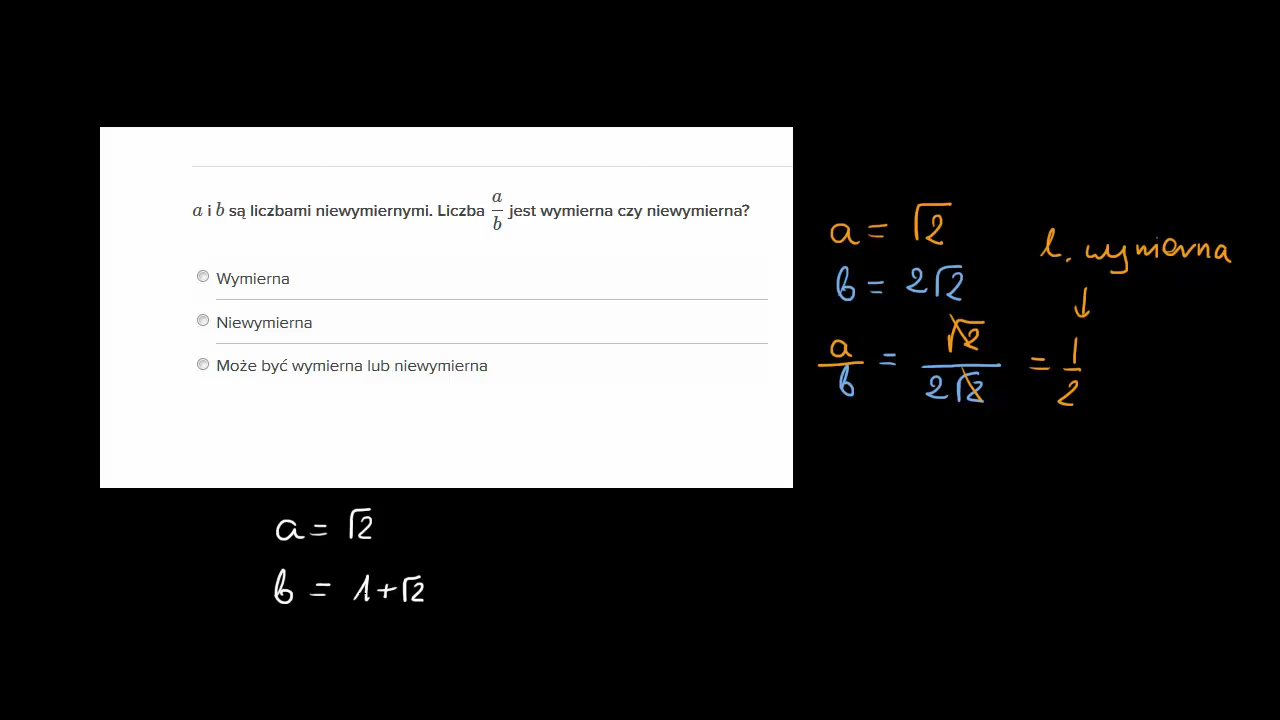 a i b są liczbami niewymiernymi. Liczba a/b jest wymierna czy niewymierna?
Wymierna
Niewymierna
Może być wymierna lub niewymierna
a = √2
b = 2√2
l. wymierna
↓
a/b = √2/2√2 = 1/2
a = √2
b = 1+√2